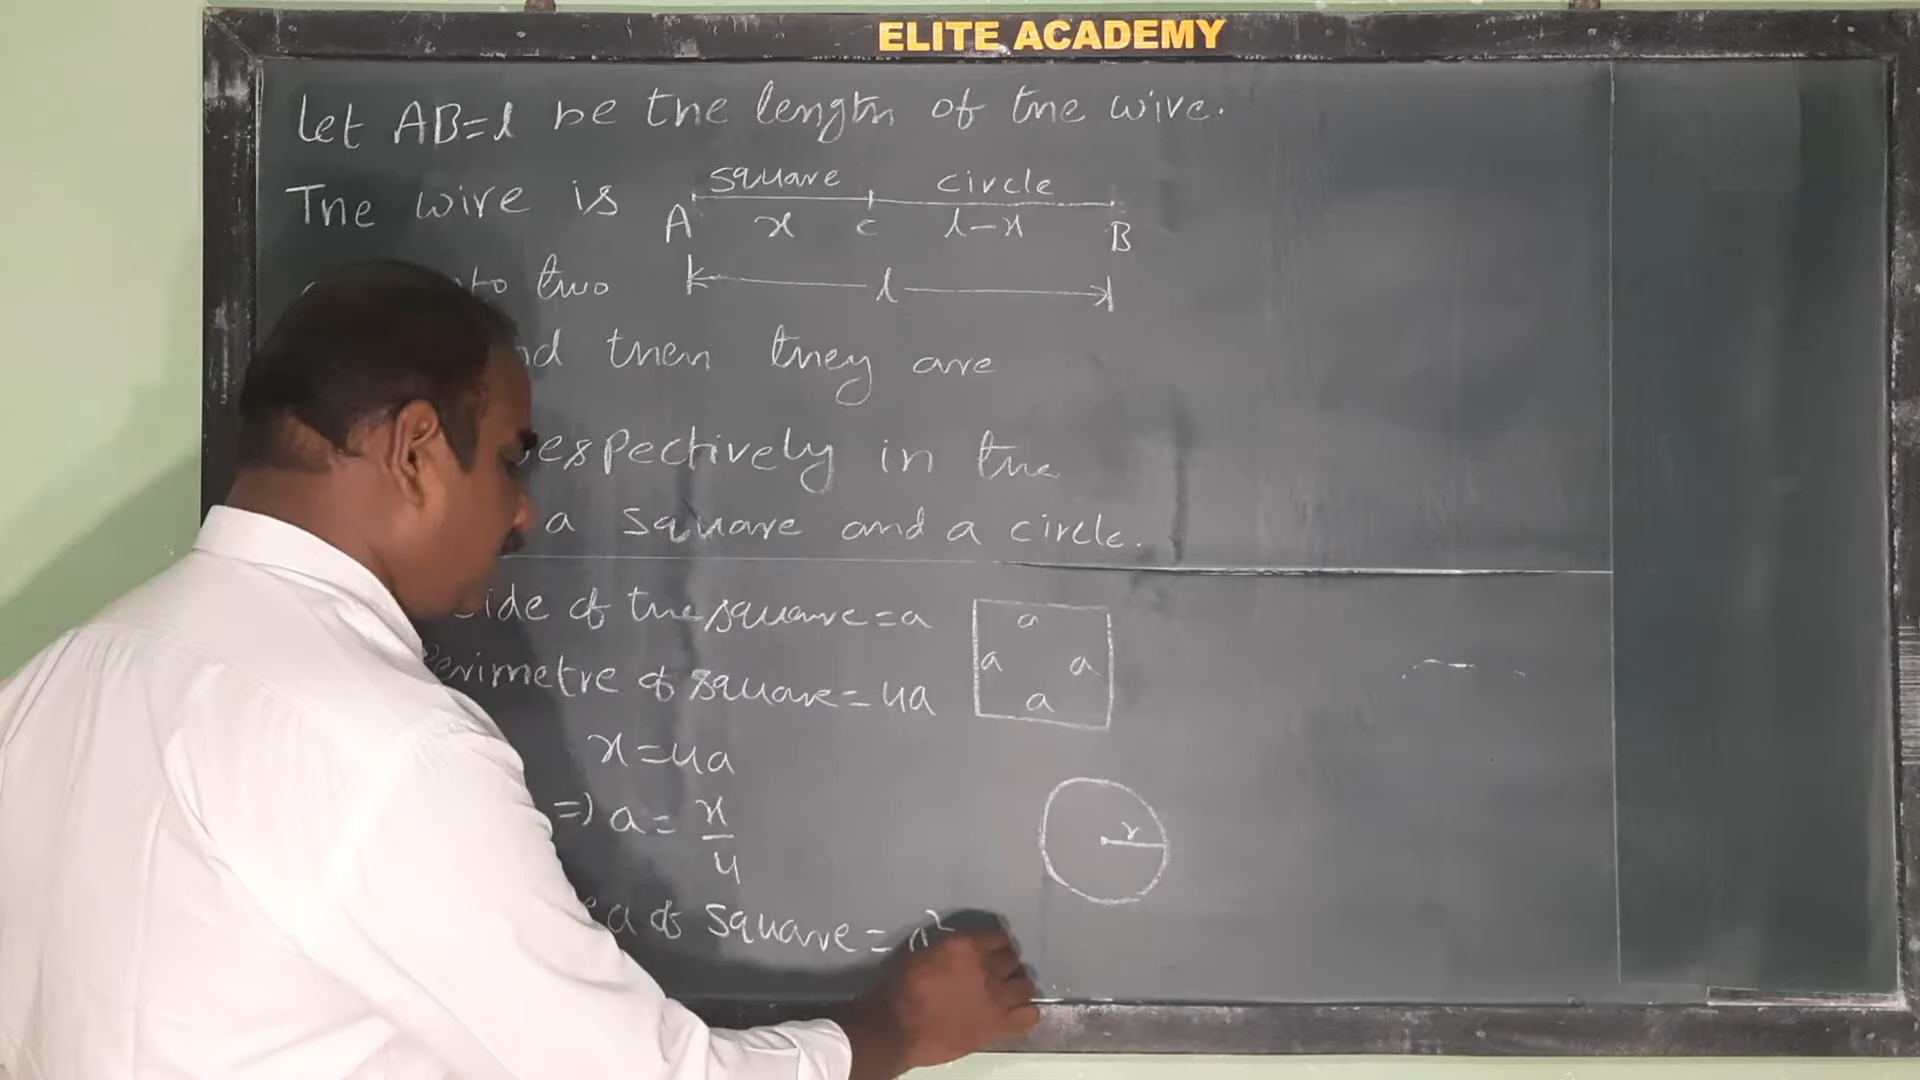 ELITE ACADEMY
Let AB=l be the length of the wire.
square circle
The wire is
A x C l-x B
to two
l
then they are
respectively in the
a square and a circle.
side of the square=a
a
a a
a
Perimetre of square=4a
x=4a
=) a= x/4
r
of square=